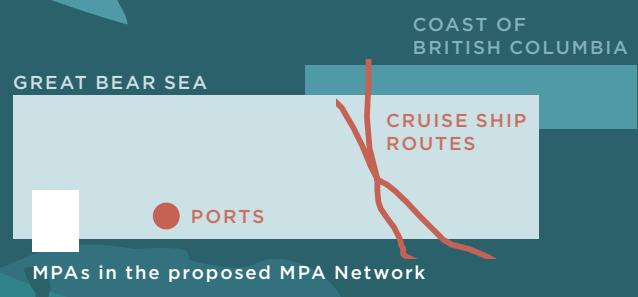 COAST OF
BRITISH COLUMBIA
GREAT BEAR SEA
CRUISE SHIP
ROUTES
PORTS
MPAs in the proposed MPA Network